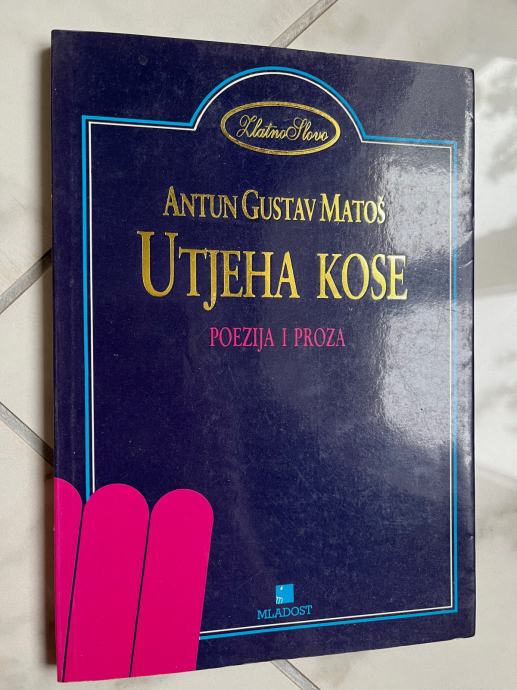 Zlatno Slovo
ANTUN GUSTAV MATOŠ
UTJEHA KOSE
POEZIJA I PROZA
MLADOST